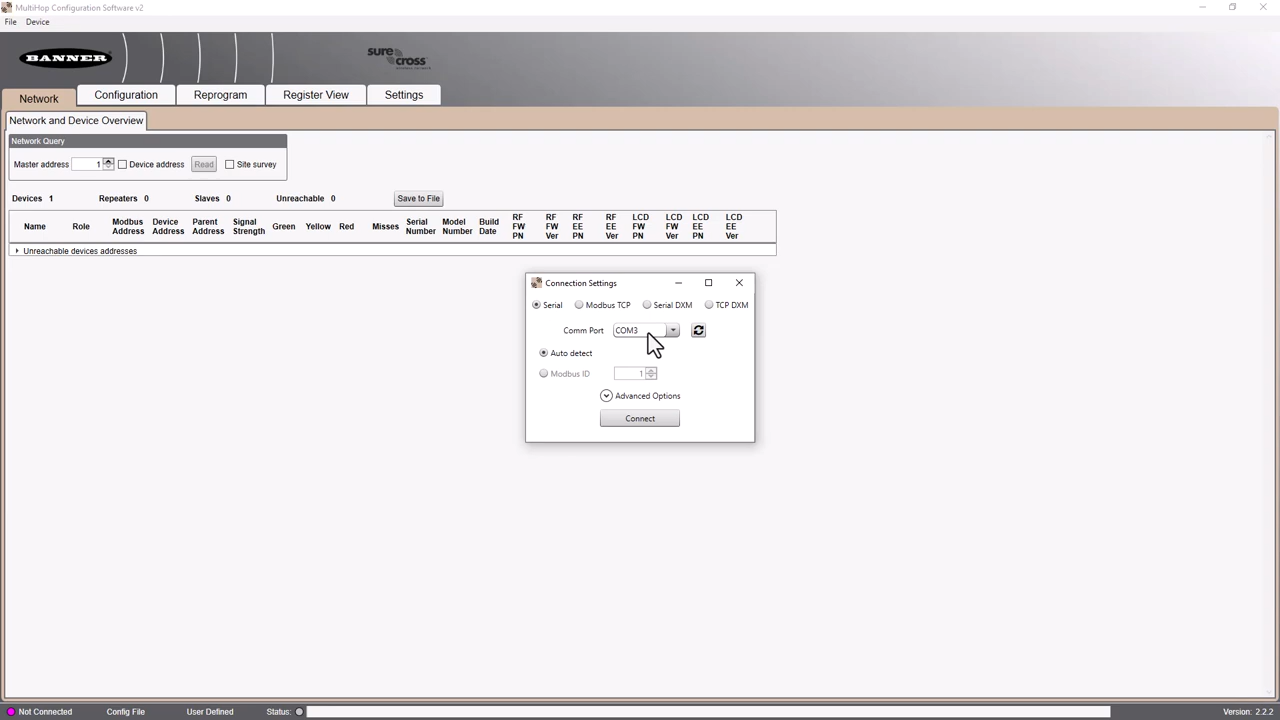 MultiHop Configuration Software v2
File Device
BANNER
sure cross
Network Configuration Reprogram Register View Settings
Network and Device Overview
Network Query
Master address 1 Device address Read Site survey
Devices 1 Repeaters 0 Slaves 0 Unreachable 0 Save to File
Name Role Modbus Address Device Address Parent Address Signal Strength Green Yellow Red Misses Serial Number Model Number Build Date RF FW PN RF FW Ver RF EE PN RF EE Ver LCD FW PN LCD FW Ver LCD EE PN LCD EE Ver
Unreachable devices addresses
Connection Settings
Serial Modbus TCP Serial DXM TCP DXM
Comm Port COM3
Auto detect
Modbus ID 1
Advanced Options
Connect
Not Connected Config File User Defined Status: Version: 2.2.2